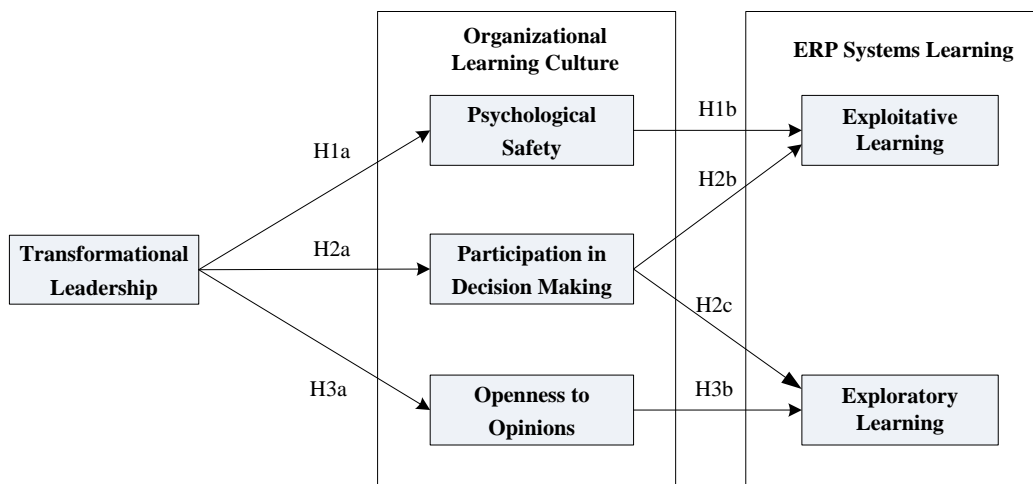 Organizational
Learning Culture
ERP Systems Learning
Psychological
Safety
H1b
Exploitative
Learning
H1a
H2b
Transformational
Leadership
H2a
Participation in
Decision Making
H2c
H3a
Openness to
Opinions
H3b
Exploratory
Learning